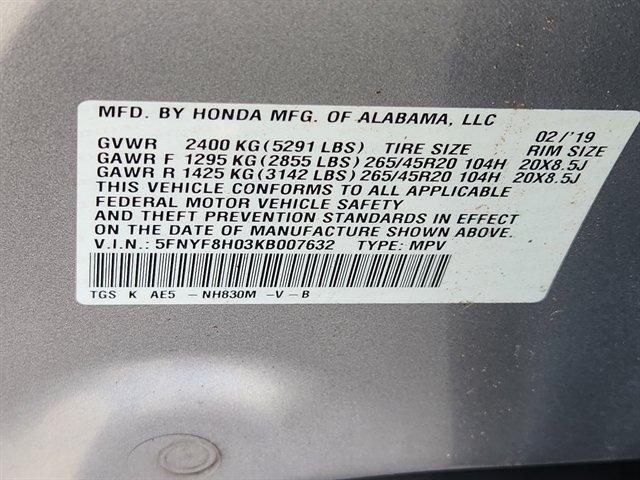 MFD. BY HONDA MFG. OF ALABAMA, LLC
02/'19
GVWR 2400 KG(5291 LBS) TIRE SIZE RIM SIZE
GAWR F 1295 KG(2855 LBS)265/45R20 104H 20X8.5J
GAWR R 1425 KG(3142 LBS)265/45R20 104H 20X8.5J
THIS VEHICLE CONFORMS TO ALL APPLICABLE
FEDERAL MOTOR VEHICLE SAFETY
AND THEFT PREVENTION STANDARDS IN EFFECT
ON THE DATE OF MANUFACTURE SHOWN ABOVE.
V.I.N.: 5FNYF8H03KB007632 TYPE: MPV
TGS K AE5 - NH830M -V-B